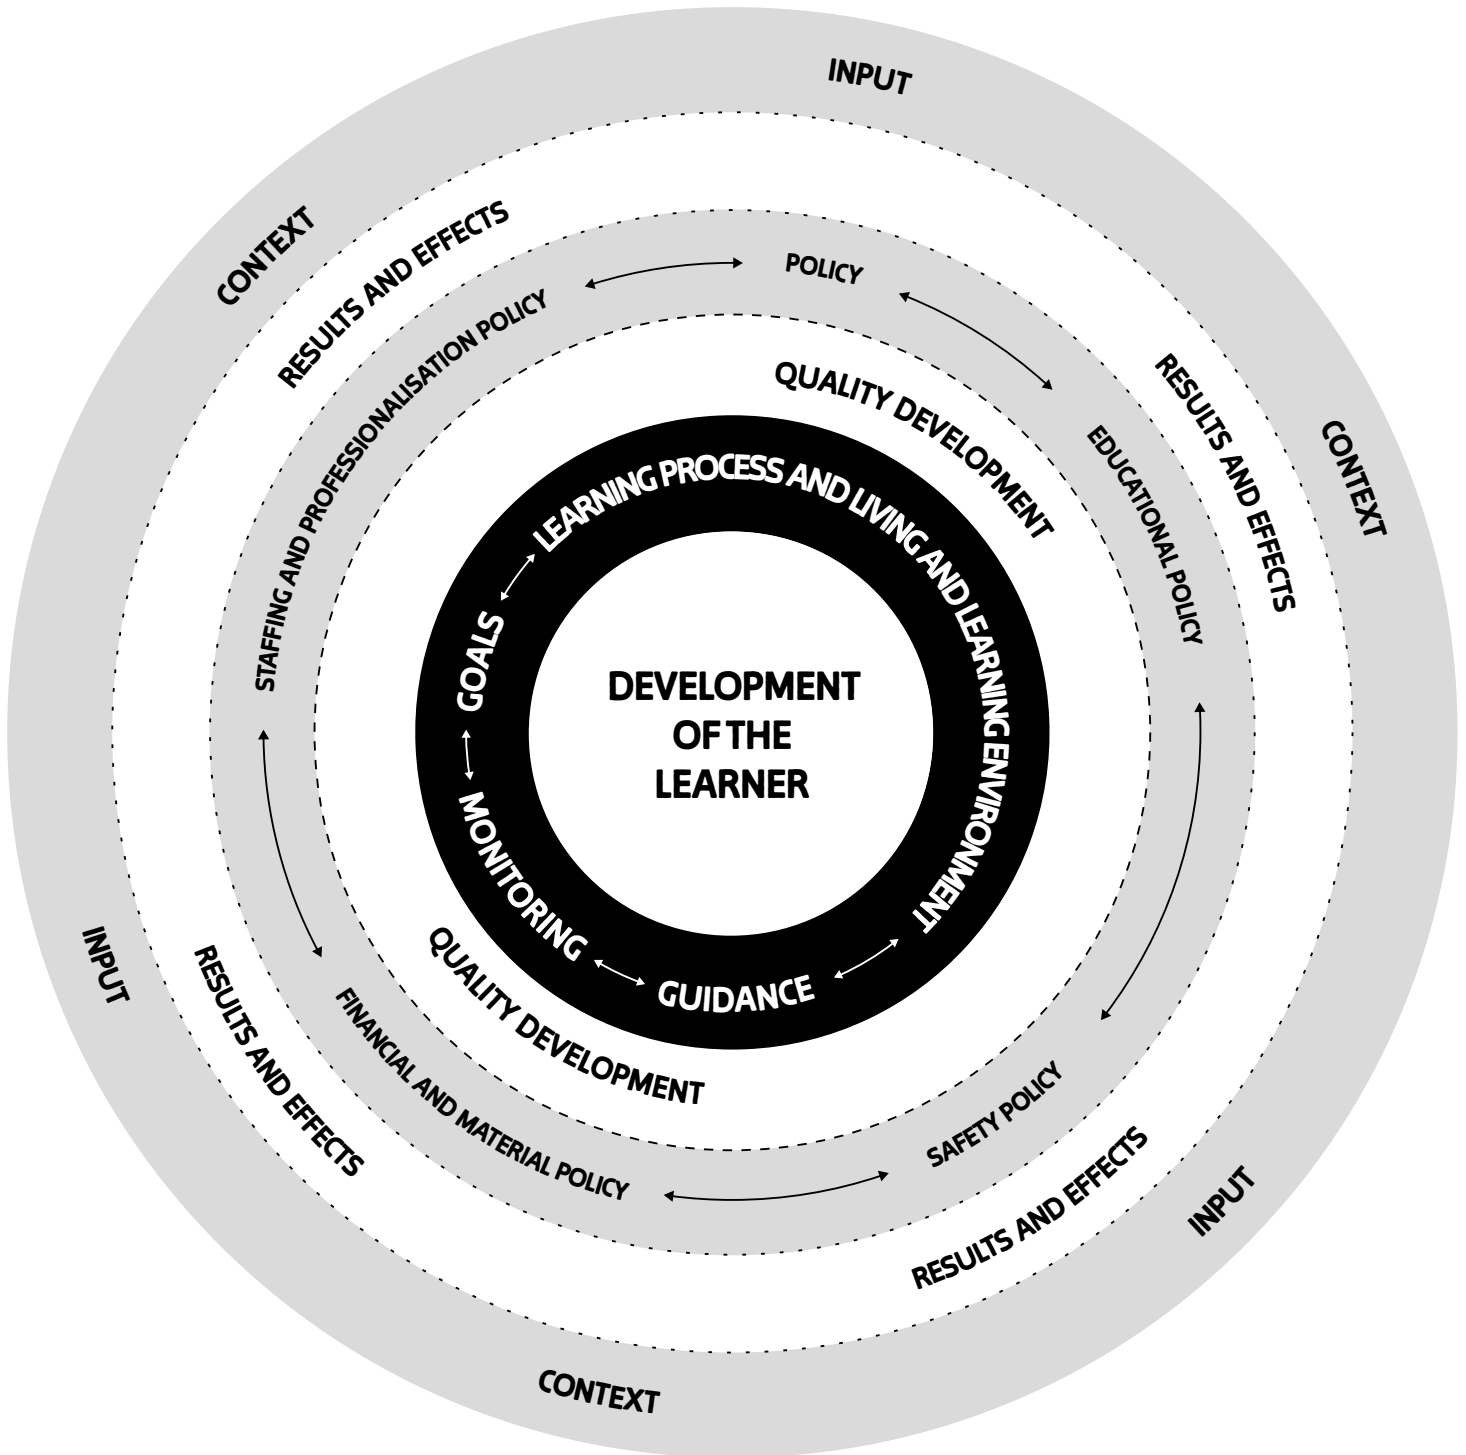 INPUT
CONTEXT
CONTEXT
INPUT
INPUT
CONTEXT
RESULTS AND EFFECTS
RESULTS AND EFFECTS
RESULTS AND EFFECTS
RESULTS AND EFFECTS
POLICY
EDUCATIONAL POLICY
SAFETY POLICY
FINANCIAL AND MATERIAL POLICY
STAFFING AND PROFESSIONALISATION POLICY
QUALITY DEVELOPMENT
QUALITY DEVELOPMENT
LEARNING PROCESS AND LIVING AND LEARNING ENVIRONMENT
GUIDANCE
MONITORING
GOALS
DEVELOPMENT
OF THE
LEARNER